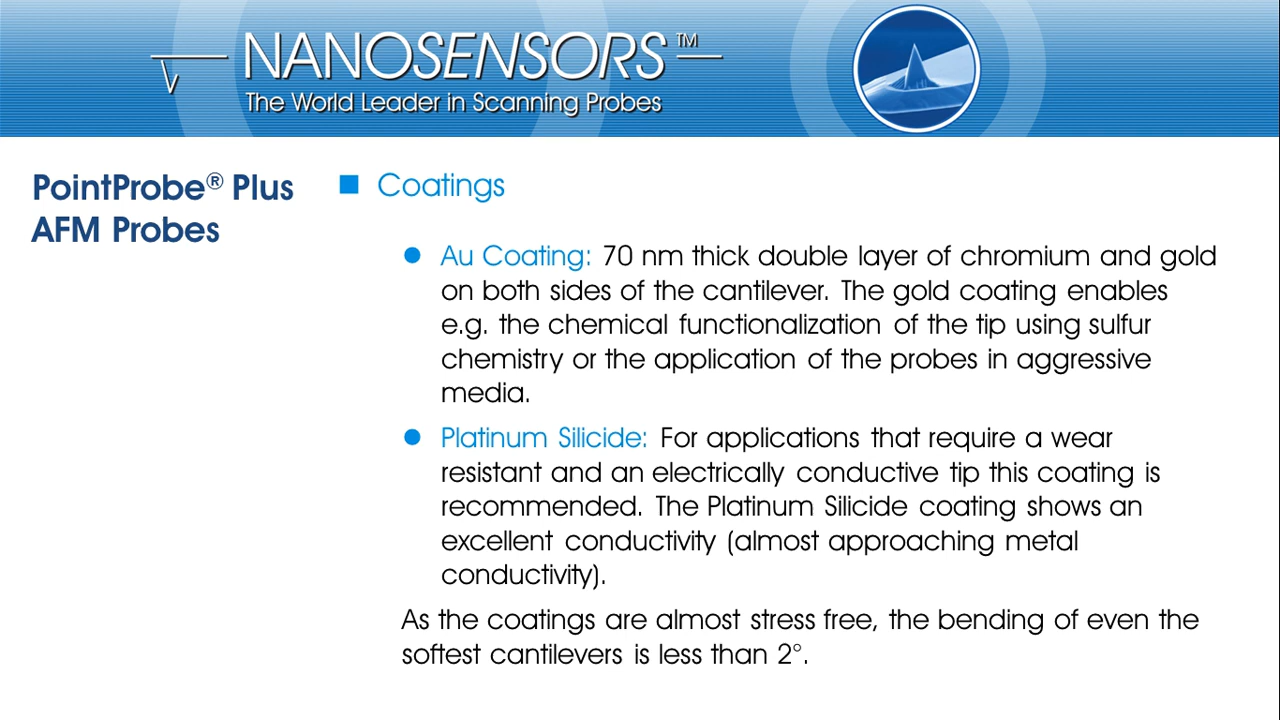 NANOSENSORS™
The World Leader in Scanning Probes
PointProbe® Plus
AFM Probes
■ Coatings
● Au Coating: 70 nm thick double layer of chromium and gold
on both sides of the cantilever. The gold coating enables
e.g. the chemical functionalization of the tip using sulfur
chemistry or the application of the probes in aggressive
media.
● Platinum Silicide: For applications that require a wear
resistant and an electrically conductive tip this coating is
recommended. The Platinum Silicide coating shows an
excellent conductivity (almost approaching metal
conductivity).
As the coatings are almost stress free, the bending of even the
softest cantilevers is less than 2°.